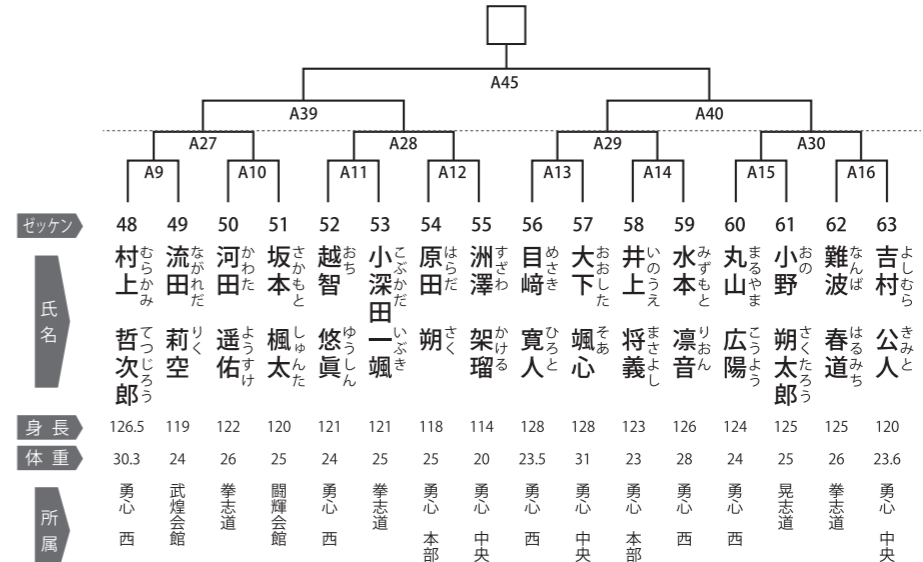 A45
A39 A40
A27 A28 A29 A30
A9 A10 A11 A12 A13 A14 A15 A16
ゼッケン 48 49 50 51 52 53 54 55 56 57 58 59 60 61 62 63
氏名
村上 哲次郎 むらかみ てつじろう
流田 莉空 ながれだ りく
河田 遥佑 かわた ようすけ
坂本 楓太 さかもと しゅんた
越智 悠眞 おち ゆうしん
小深田 一颯 こぶかだ いぶき
原田 朔 はらだ さく
洲澤 架瑠 すざわ かける
目﨑 寛人 めさき ひろと
大下 颯心 おおした そあ
井上 将義 いのうえ まさよし
水本 凛音 みずもと りおん
丸山 広陽 まるやま こうよう
小野 朔太郎 おの さくたろう
難波 春道 なんば はるみち
吉村 公人 よしむら きみと
身長 126.5 119 122 120 121 121 118 114 128 128 123 126 124 125 125 120
体重 30.3 24 26 25 24 25 25 20 23.5 31 23 28 24 25 26 23.6
所属
勇心 西
武煌会館
拳志道
闘輝会館
勇心 西
拳志道
勇心 本部
勇心 中央
勇心 西
勇心 中央
勇心 本部
勇心 西
勇心 西
晃志道
拳志道
勇心 中央